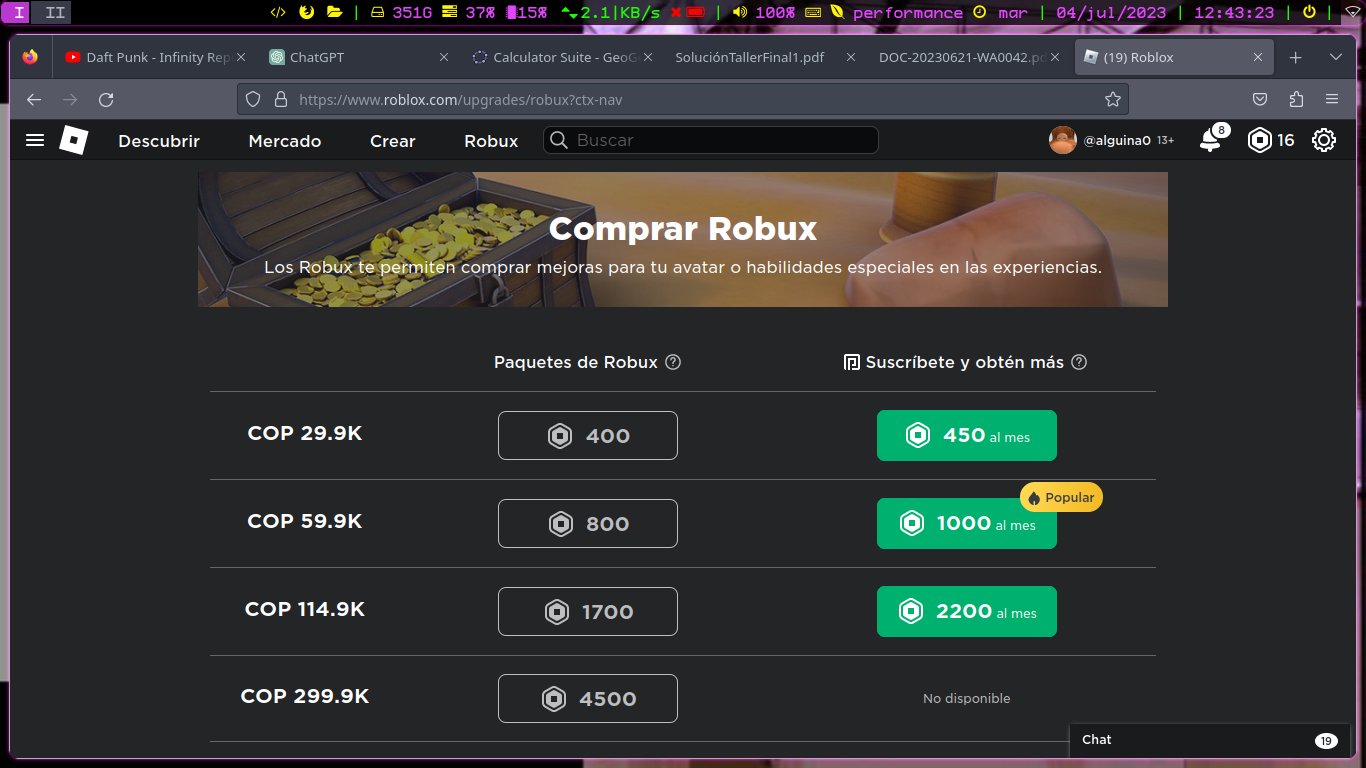 I II </> 351G 37% 15% 2.1|KB/s 100% performance mar | 04/jul/2023 | 12:43:23 | |
Daft Punk - Infinity Rep ChatGPT Calculator Suite - GeoG SoluciónTallerFinal1.pdf DOC-20230621-WA0042.pd (19) Roblox
https://www.roblox.com/upgrades/robux?ctx-nav
Descubrir Mercado Crear Robux Buscar @alguina0 13+ 8 16
Comprar Robux
Los Robux te permiten comprar mejoras para tu avatar o habilidades especiales en las experiencias.
Paquetes de Robux ? Suscríbete y obtén más ?
COP 29.9K 400 450 al mes
Popular
COP 59.9K 800 1000 al mes
COP 114.9K 1700 2200 al mes
COP 299.9K 4500 No disponible
Chat 19